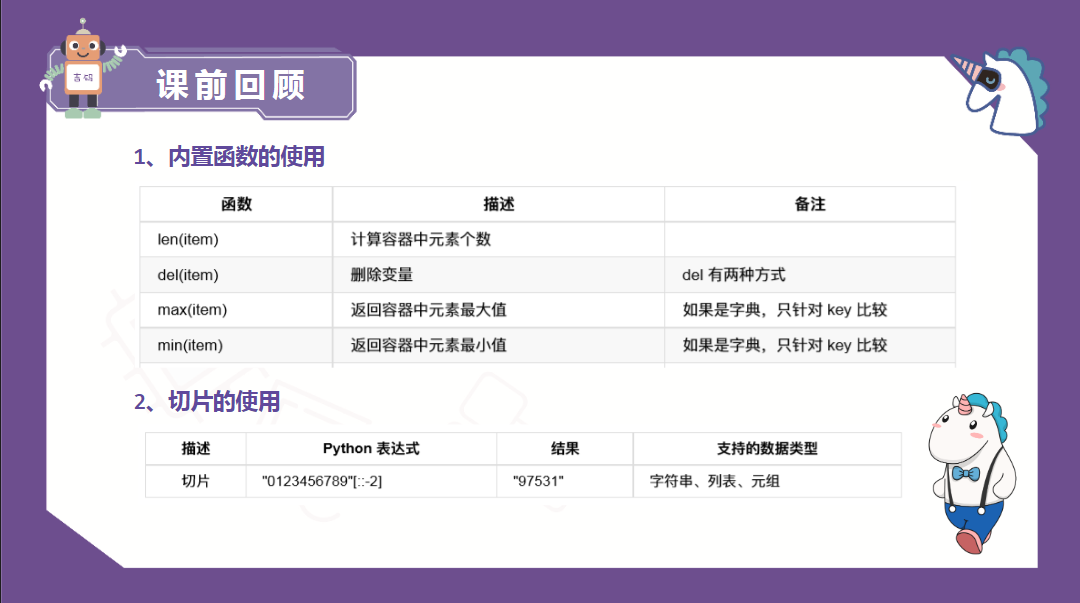 吉码
课前回顾
1、内置函数的使用
函数 描述 备注
len(item) 计算容器中元素个数
del(item) 删除变量 del 有两种方式
max(item) 返回容器中元素最大值 如果是字典，只针对 key 比较
min(item) 返回容器中元素最小值 如果是字典，只针对 key 比较
2、切片的使用
描述 Python 表达式 结果 支持的数据类型
切片 "0123456789"[::-2] "97531" 字符串、列表、元组